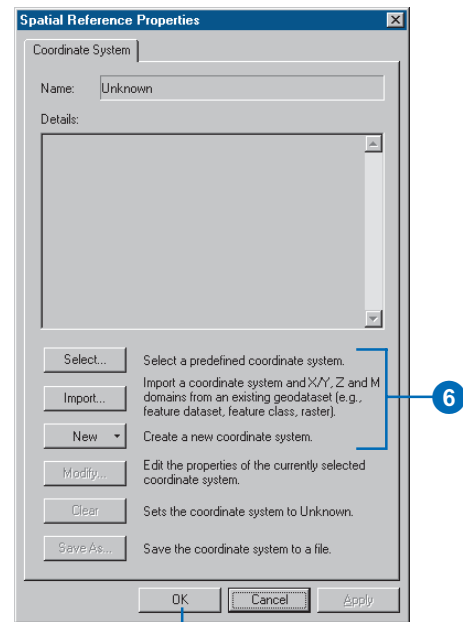 Spatial Reference Properties
Coordinate System
Name: Unknown
Details:
Select... Select a predefined coordinate system.
Import... Import a coordinate system and X/Y, Z and M
domains from an existing geodataset (e.g.,
feature dataset, feature class, raster).
New Create a new coordinate system.
Modify... Edit the properties of the currently selected
coordinate system.
Clear Sets the coordinate system to Unknown.
Save As... Save the coordinate system to a file.
6
OK Cancel Apply